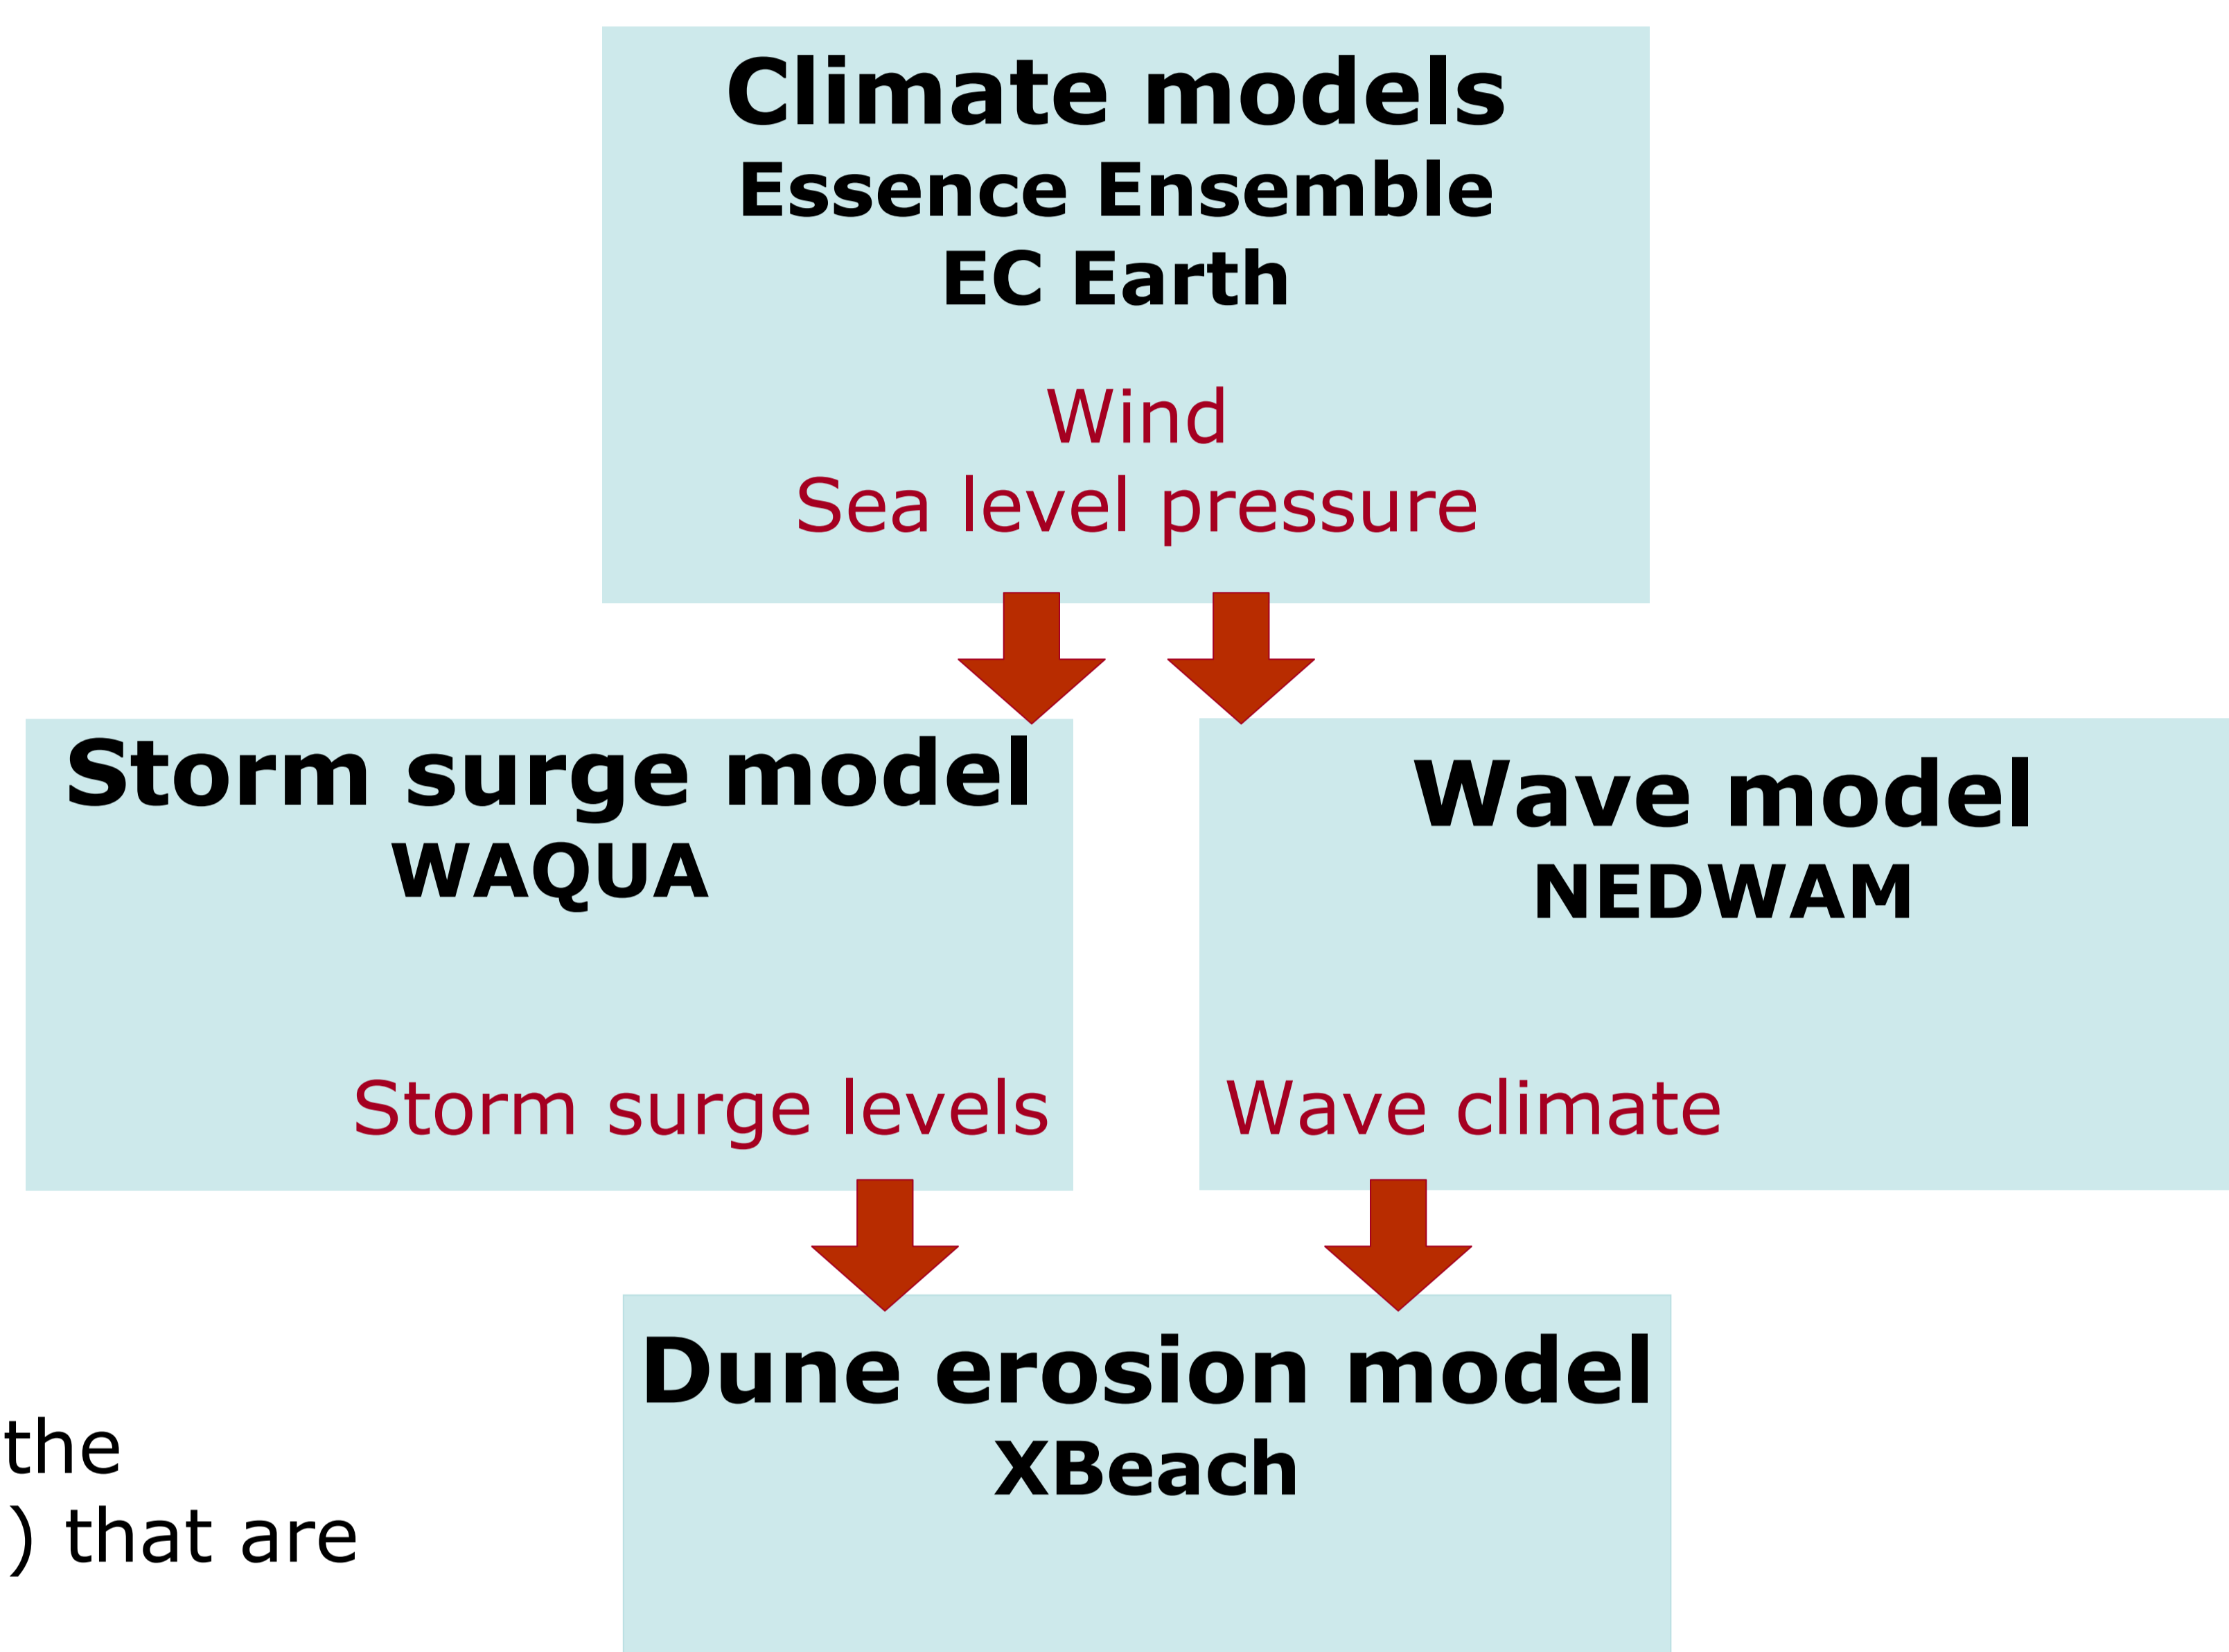 Climate models
Essence Ensemble
EC Earth
Wind
Sea level pressure
Storm surge model
WAQUA
Storm surge levels
Wave model
NEDWAM
Wave climate
Dune erosion model
XBeach
the
) that are